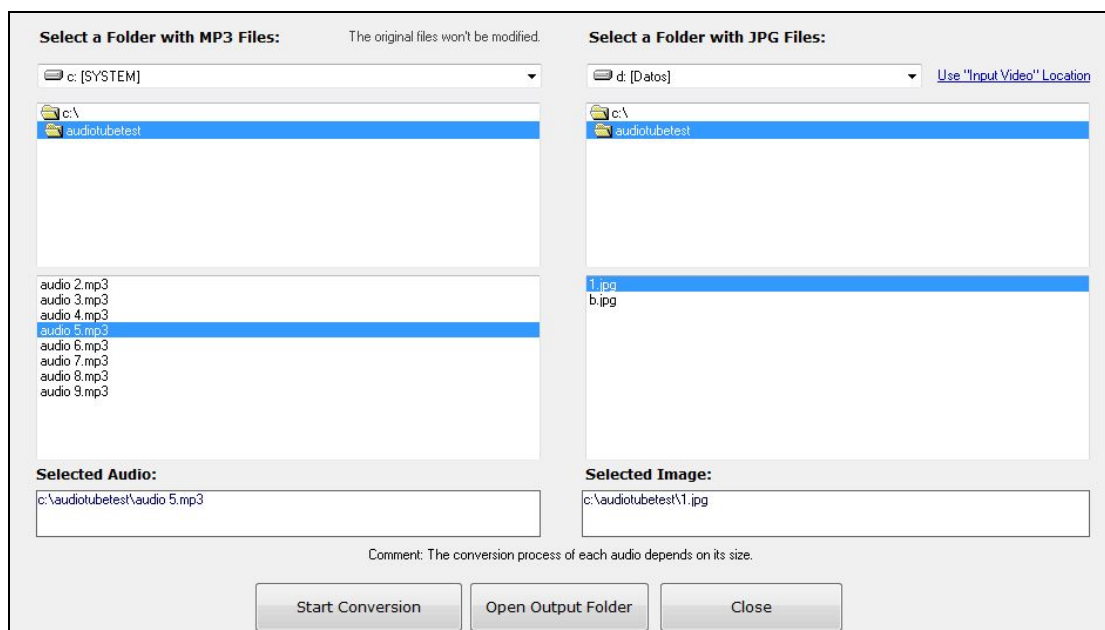 Select a Folder with MP3 Files:
The original files won't be modified.
c: [SYSTEM]
c:\
audiotubetest
audio 2.mp3
audio 3.mp3
audio 4.mp3
audio 5.mp3
audio 6.mp3
audio 7.mp3
audio 8.mp3
audio 9.mp3
Selected Audio:
c:\audiotubetest\audio 5.mp3
Select a Folder with JPG Files:
d: [Datos]
Use "Input Video" Location
c:\
audiotubetest
1.jpg
b.jpg
Selected Image:
c:\audiotubetest\1.jpg
Comment: The conversion process of each audio depends on its size.
Start Conversion
Open Output Folder
Close